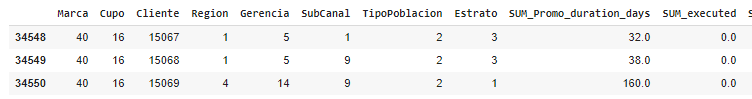 Marca Cupo Cliente Region Gerencia SubCanal TipoPoblacion Estrato SUM_Promo_duration_days SUM_executed S
34548 40 16 15067 1 5 1 2 3 32.0 0.0
34549 40 16 15068 1 5 9 2 3 38.0 0.0
34550 40 16 15069 4 14 9 2 1 160.0 0.0